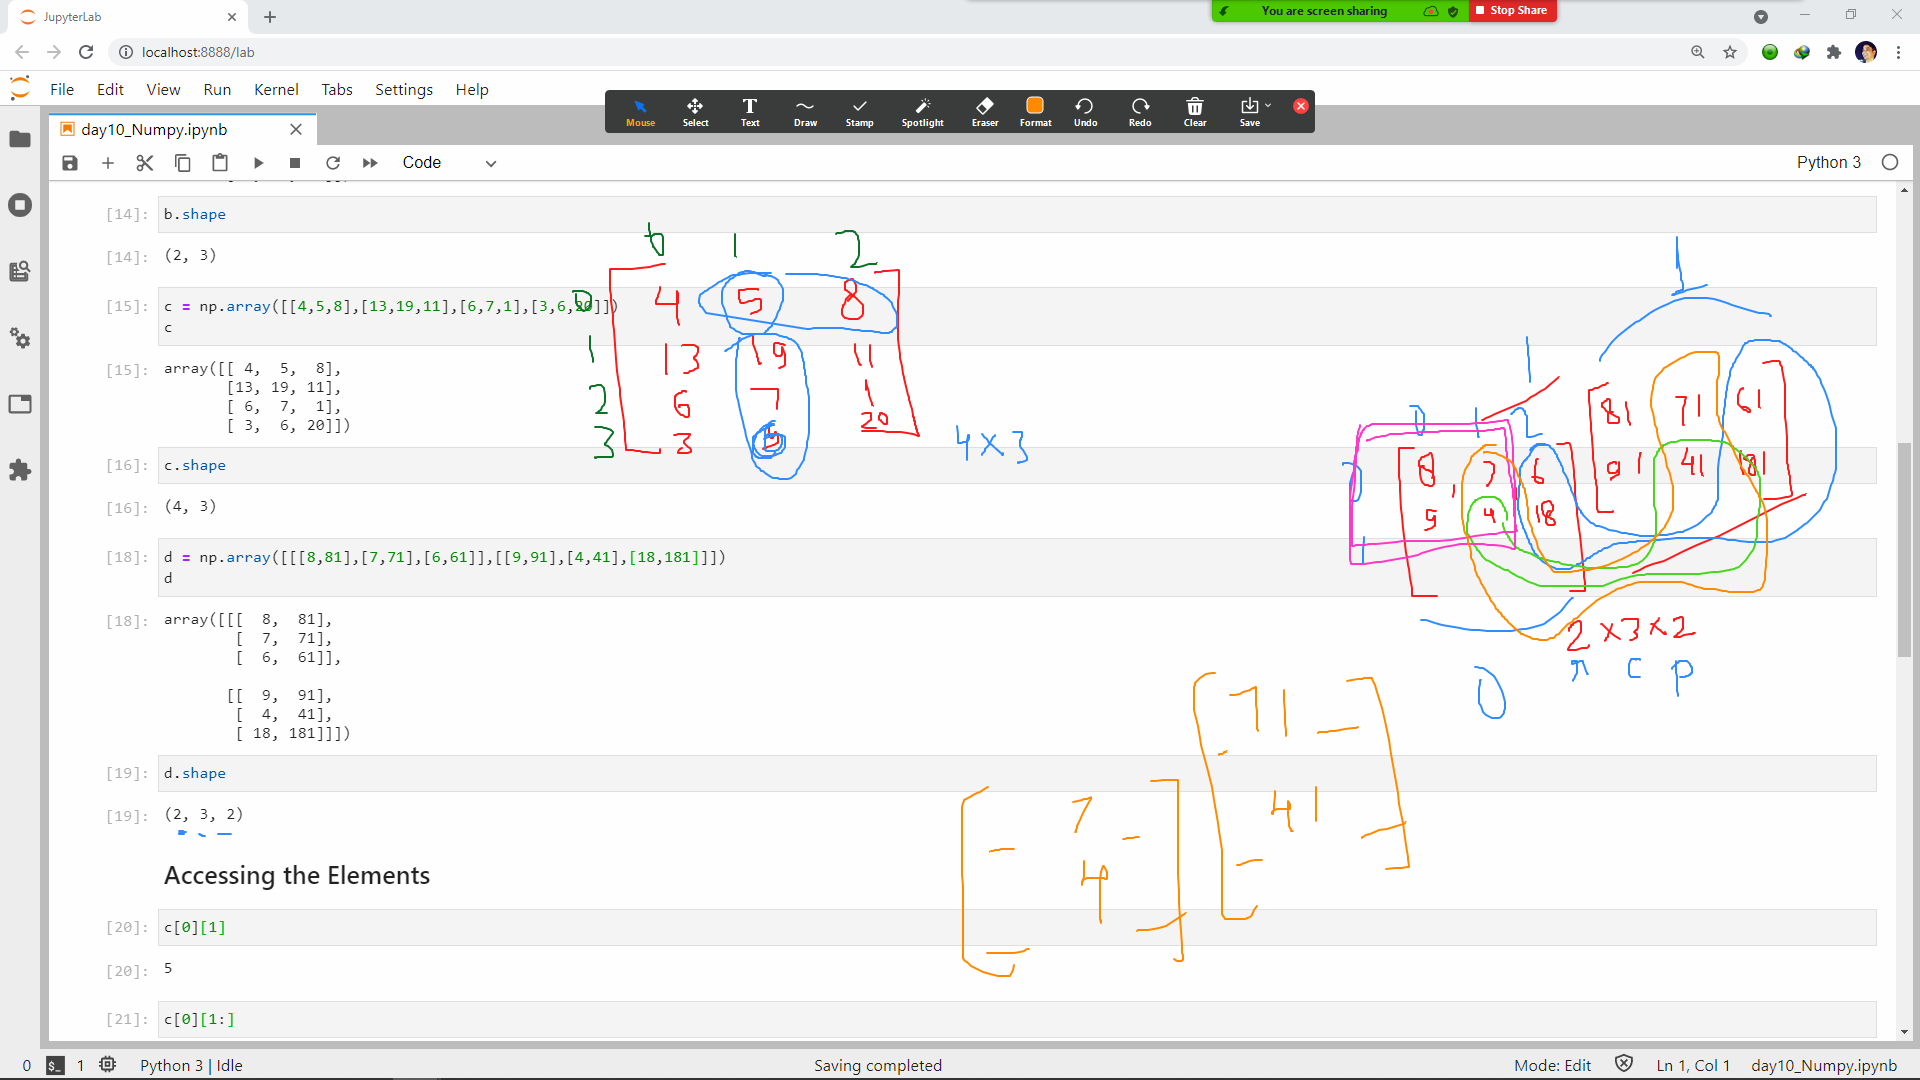 JupyterLab
You are screen sharing
Stop Share
localhost:8888/lab
File Edit View Run Kernel Tabs Settings Help
Mouse Select Text Draw Stamp Spotlight Eraser Format Undo Redo Clear Save
day10_Numpy.ipynb
Code
Python 3
[14]: b.shape
[14]: (2, 3)
[15]: c = np.array([[4,5,8],[13,19,11],[6,7,1],[3,6,20]])
c
[15]: array([[ 4, 5, 8],
[13, 19, 11],
[ 6, 7, 1],
[ 3, 6, 20]])
[16]: c.shape
[16]: (4, 3)
[18]: d = np.array([[[8,81],[7,71],[6,61]],[[9,91],[4,41],[18,181]]])
d
[18]: array([[[ 8, 81],
[ 7, 71],
[ 6, 61]],
[[ 9, 91],
[ 4, 41],
[ 18, 181]]])
[19]: d.shape
[19]: (2, 3, 2)
Accessing the Elements
[20]: c[0][1]
[20]: 5
[21]: c[0][1:]
0 1 2
0 4 5 8
1 13 19 11
2 6 7 1
3 3 20
4 x 3
1
1
81 71 61
91 41 181
0 1 2
0 8, 7 6
1 9 4 18
2 x 3 x 2
r c p
0
71
41
7
4
0 1 Python 3 | Idle Saving completed Mode: Edit Ln 1, Col 1 day10_Numpy.ipynb